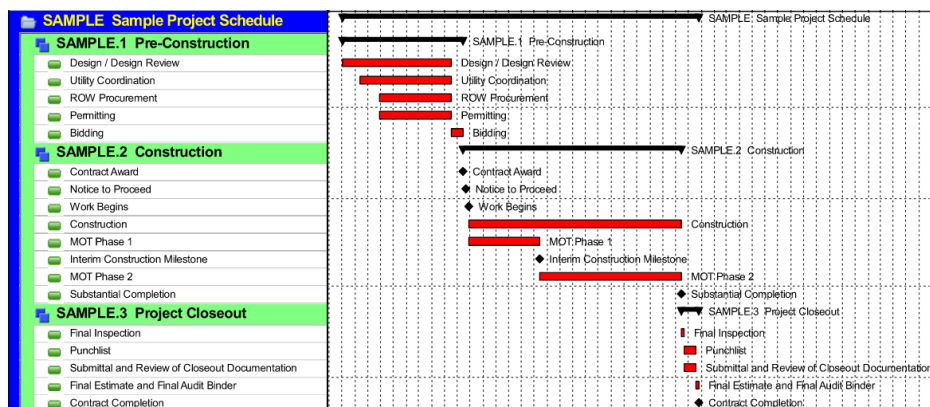 SAMPLE Sample Project Schedule SAMPLE: Sample Project Schedule
SAMPLE.1 Pre-Construction SAMPLE.1 Pre-Construction
Design / Design Review Design / Design Review
Utility Coordination Utility Coordination
ROW Procurement ROW Procurement
Permitting Permitting
Bidding Bidding
SAMPLE.2 Construction SAMPLE.2 Construction
Contract Award Contract Award
Notice to Proceed Notice to Proceed
Work Begins Work Begins
Construction Construction
MOT Phase 1 MOT Phase 1
Interim Construction Milestone Interim Construction Milestone
MOT Phase 2 MOT Phase 2
Substantial Completion Substantial Completion
SAMPLE.3 Project Closeout SAMPLE.3 Project Closeout
Final Inspection Final Inspection
Punchlist Punchlist
Submittal and Review of Closeout Documentation Submittal and Review of Closeout Documentation
Final Estimate and Final Audit Binder Final Estimate and Final Audit Binder
Contract Completion Contract Completion